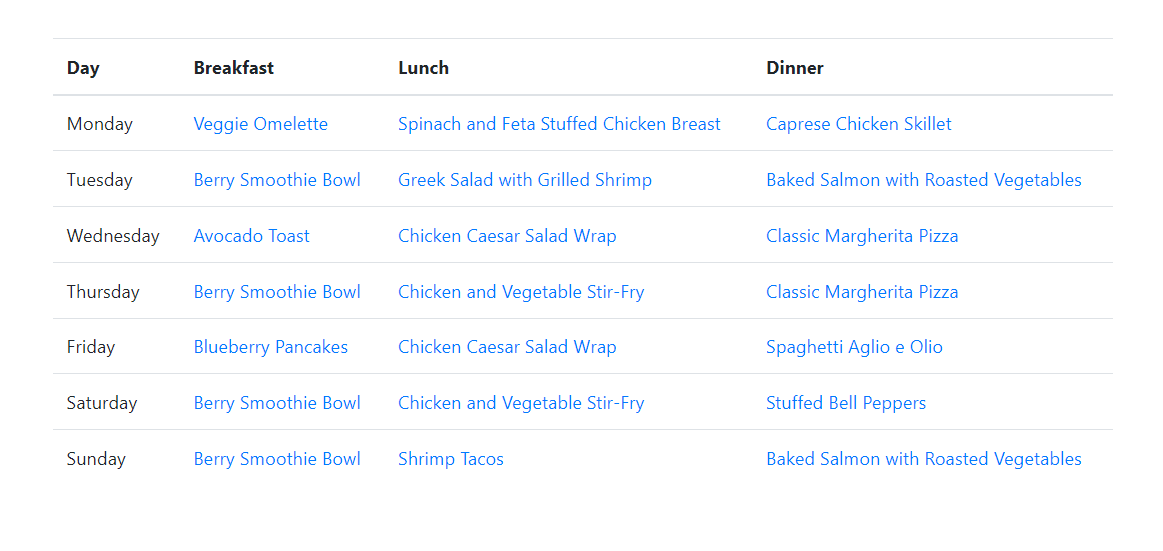 Day Breakfast Lunch Dinner
Monday Veggie Omelette Spinach and Feta Stuffed Chicken Breast Caprese Chicken Skillet
Tuesday Berry Smoothie Bowl Greek Salad with Grilled Shrimp Baked Salmon with Roasted Vegetables
Wednesday Avocado Toast Chicken Caesar Salad Wrap Classic Margherita Pizza
Thursday Berry Smoothie Bowl Chicken and Vegetable Stir-Fry Classic Margherita Pizza
Friday Blueberry Pancakes Chicken Caesar Salad Wrap Spaghetti Aglio e Olio
Saturday Berry Smoothie Bowl Chicken and Vegetable Stir-Fry Stuffed Bell Peppers
Sunday Berry Smoothie Bowl Shrimp Tacos Baked Salmon with Roasted Vegetables